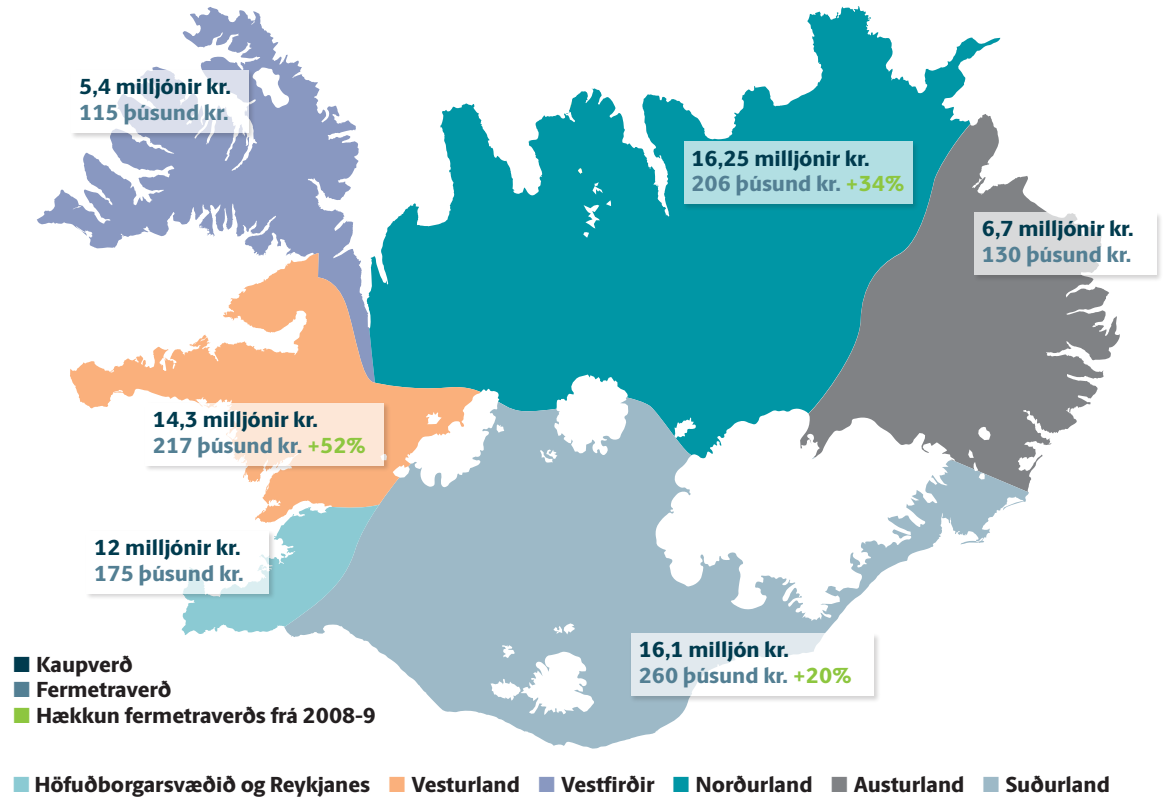 5,4 milljónir kr.
115 þúsund kr.
16,25 milljónir kr.
206 þúsund kr. +34%
6,7 milljónir kr.
130 þúsund kr.
14,3 milljónir kr.
217 þúsund kr. +52%
12 milljónir kr.
175 þúsund kr.
16,1 milljón kr.
260 þúsund kr. +20%
Kaupverð
Fermetraverð
Hækkun fermetraverðs frá 2008-9
Höfuðborgarsvæðið og Reykjanes Vesturland Vestfirðir Norðurland Austurland Suðurland